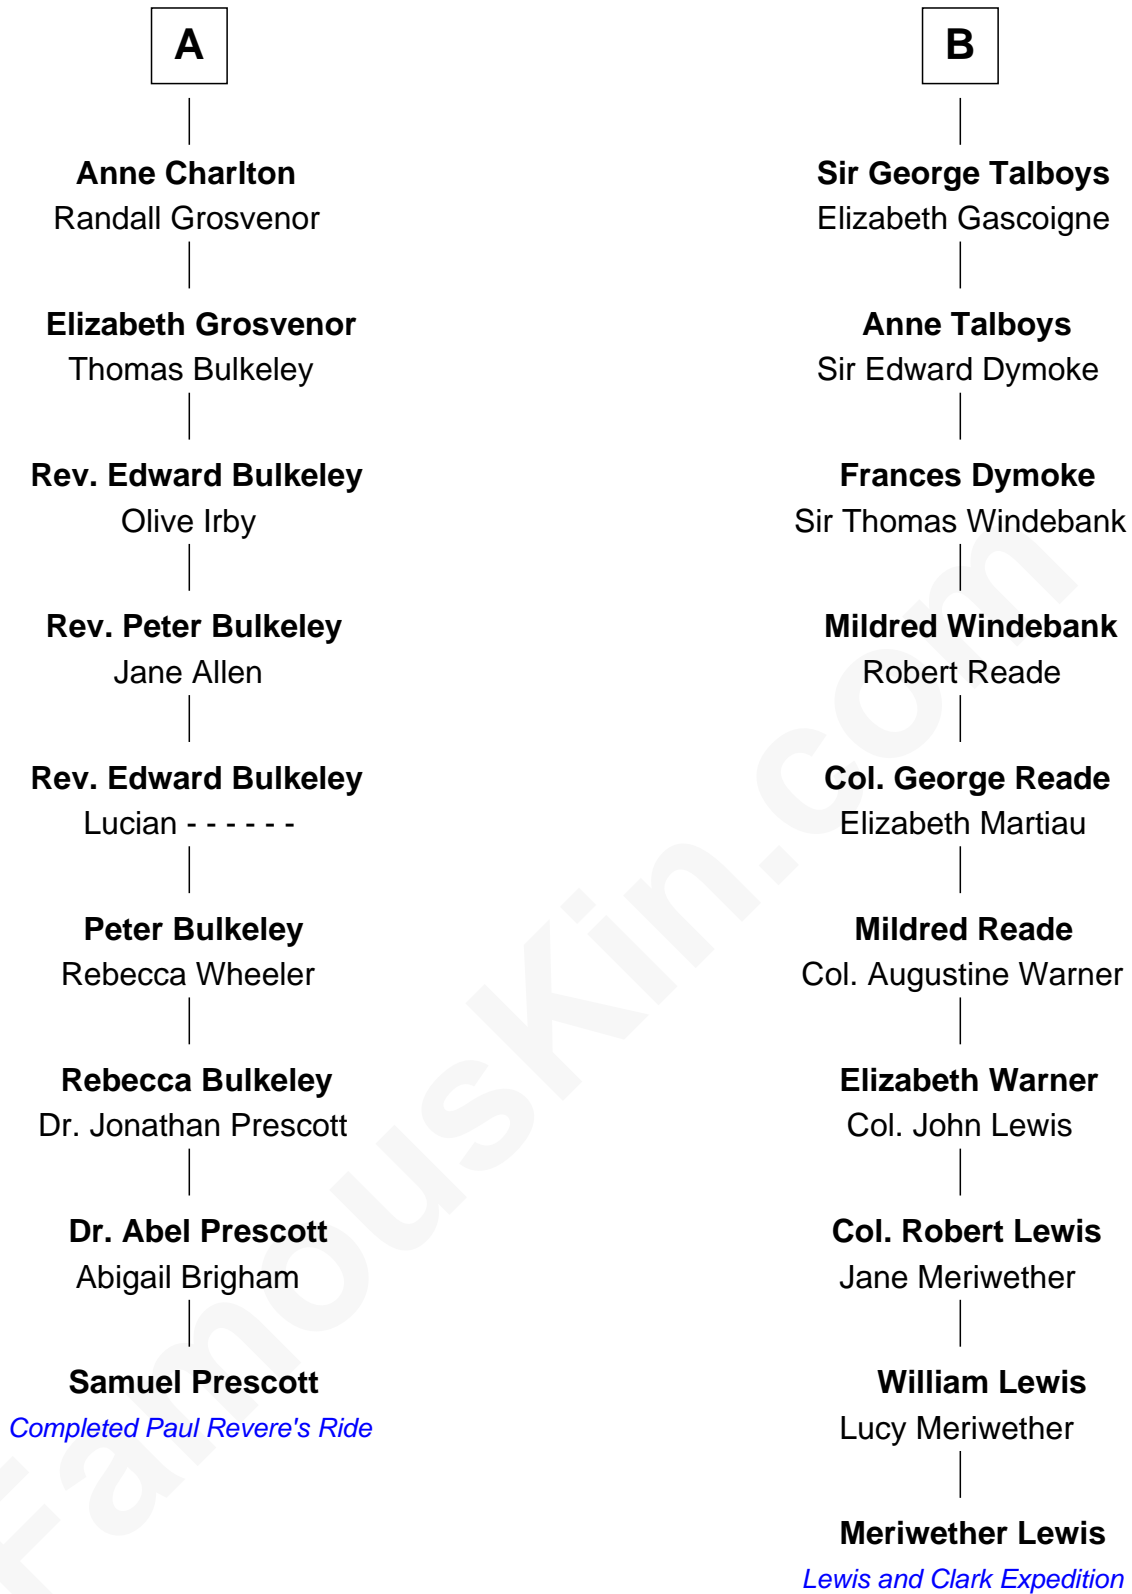 A
Anne Charlton
Randall Grosvenor
Elizabeth Grosvenor
Thomas Bulkeley
Rev. Edward Bulkeley
Olive Irby
Rev. Peter Bulkeley
Jane Allen
Rev. Edward Bulkeley
Lucian - - - - - -
Peter Bulkeley
Rebecca Wheeler
Rebecca Bulkeley
Dr. Jonathan Prescott
Dr. Abel Prescott
Abigail Brigham
Samuel Prescott
Completed Paul Revere's Ride
B
Sir George Talboys
Elizabeth Gascoigne
Anne Talboys
Sir Edward Dymoke
Frances Dymoke
Sir Thomas Windebank
Mildred Windebank
Robert Reade
Col. George Reade
Elizabeth Martiau
Mildred Reade
Col. Augustine Warner
Elizabeth Warner
Col. John Lewis
Col. Robert Lewis
Jane Meriwether
William Lewis
Lucy Meriwether
Meriwether Lewis
Lewis and Clark Expedition
FamousKin.com